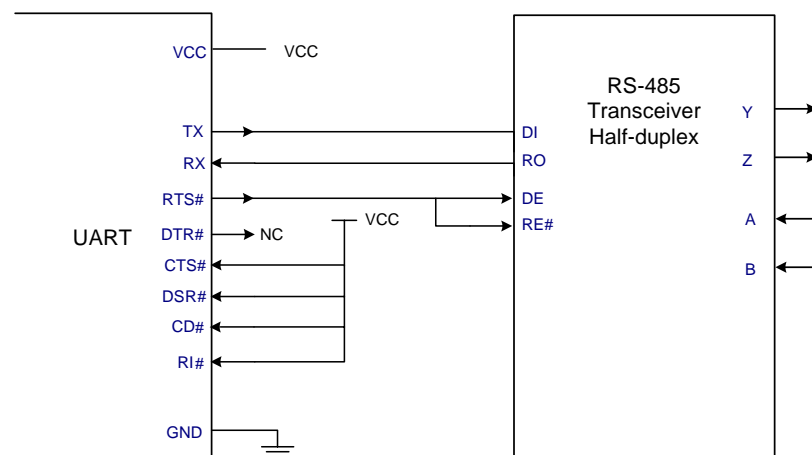 VCC
VCC
RS-485
Transceiver
Half-duplex
TX
RX
RTS#
DTR#
CTS#
DSR#
CD#
RI#
GND
UART
NC
VCC
DI
RO
DE
RE#
Y
Z
A
B